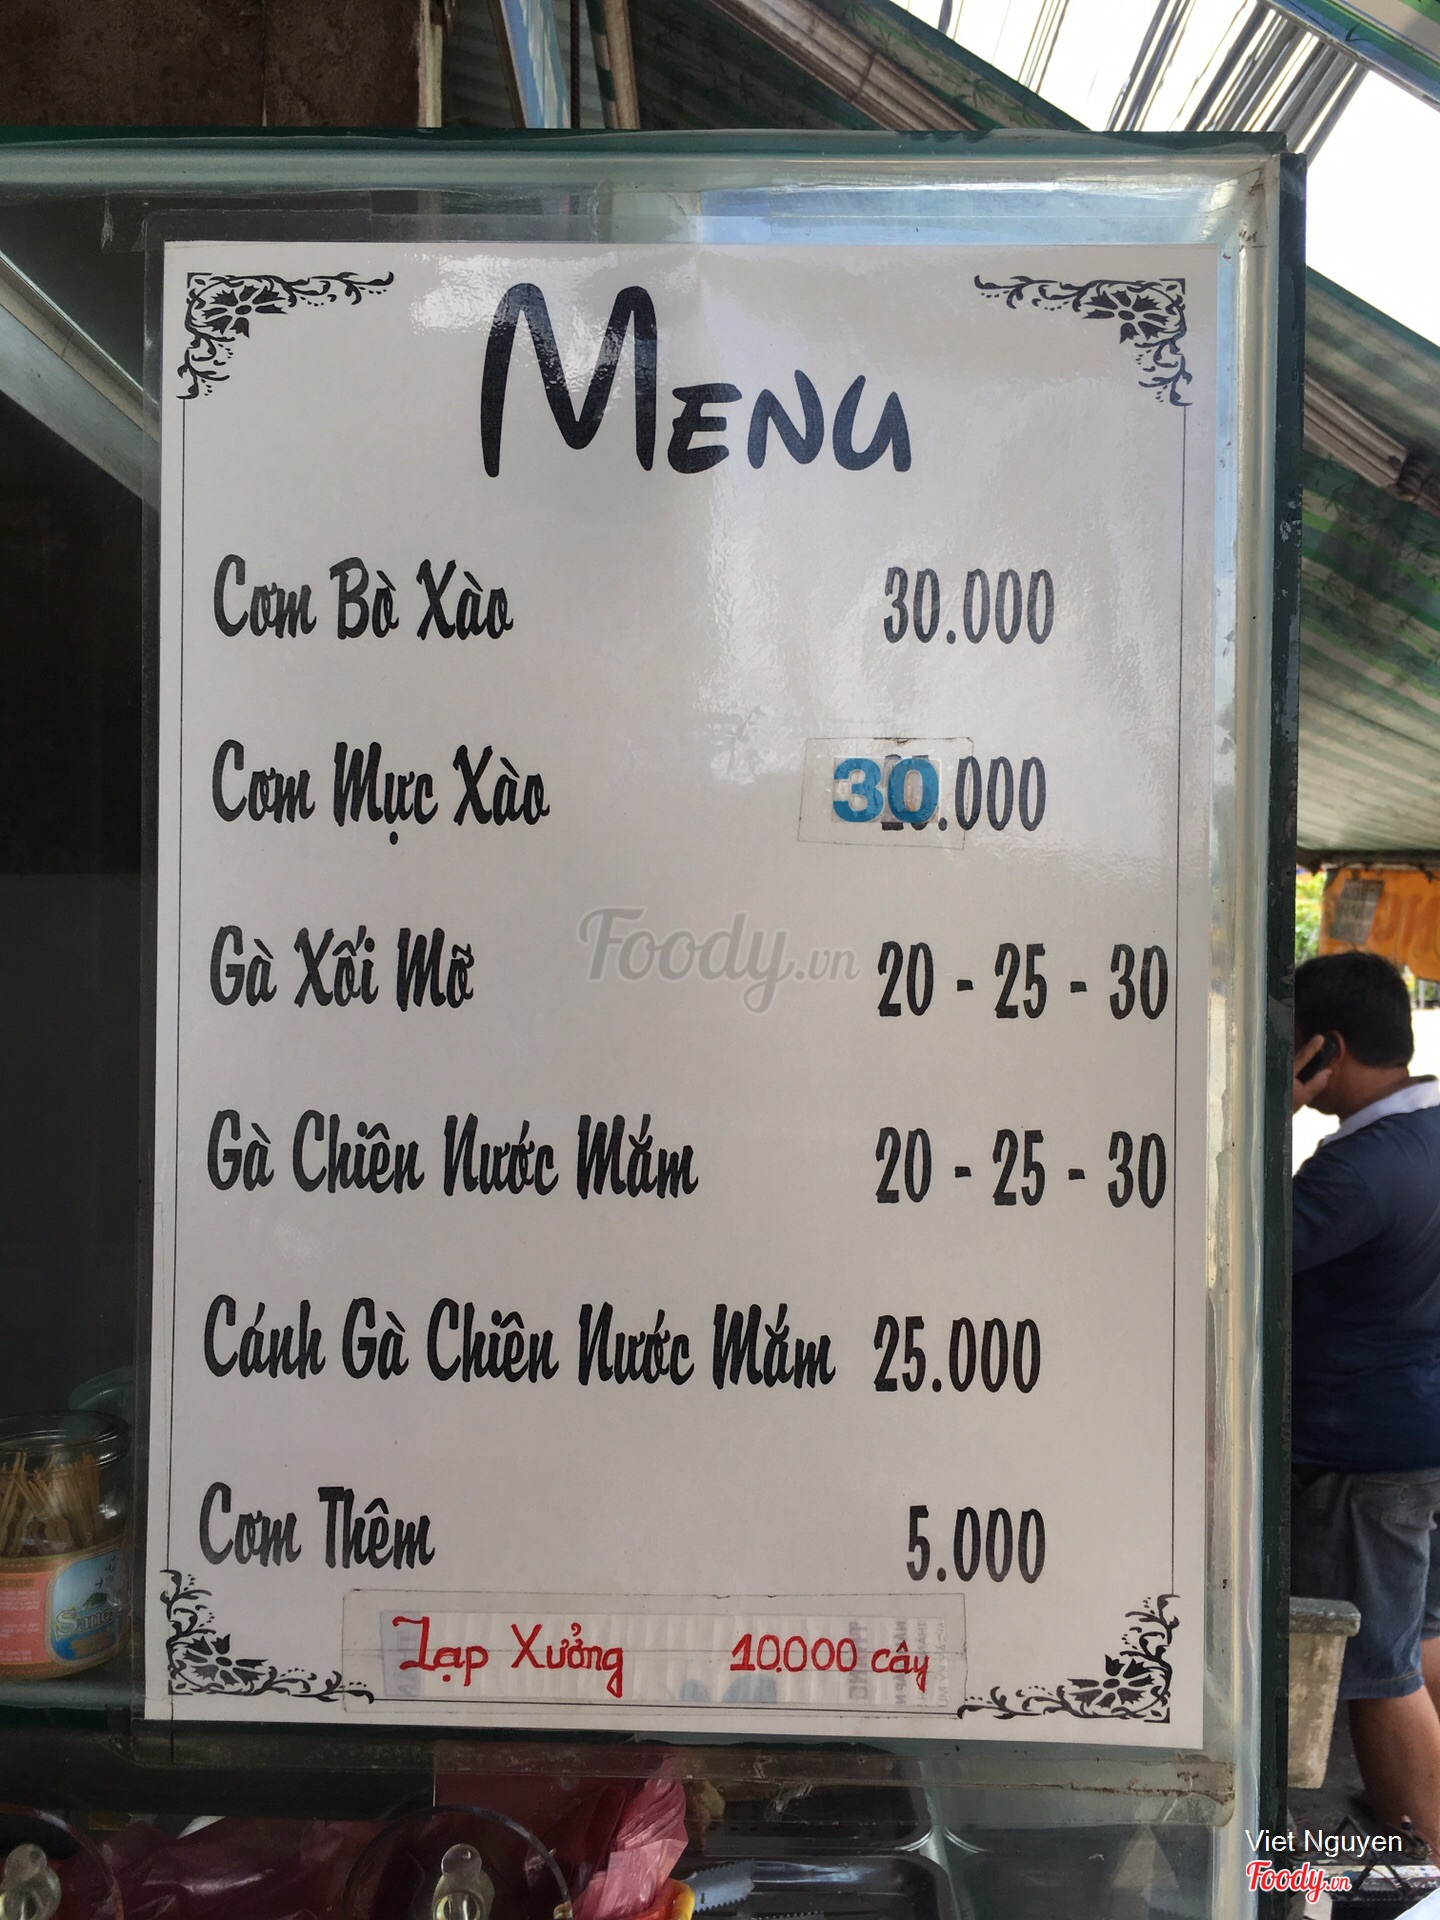 Menu
Cơm Bò Xào 30.000
Cơm Mực Xào 30.000
Gà Xối Mỡ 20 - 25 - 30
Foody.vn
Gà Chiên Nước Mắm 20 - 25 - 30
Cánh Gà Chiên Nước Mắm 25.000
Cơm Thêm 5.000
Lạp Xưởng 10.000 cây
Viet Nguyen
Foody.vn